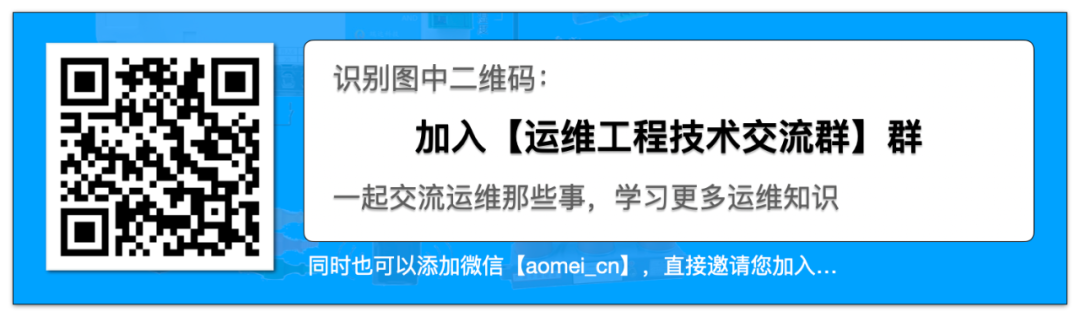 识别图中二维码：
加入【运维工程技术交流群】群
一起交流运维那些事，学习更多运维知识
同时也可以添加微信【aomei_cn】，直接邀请您加入...